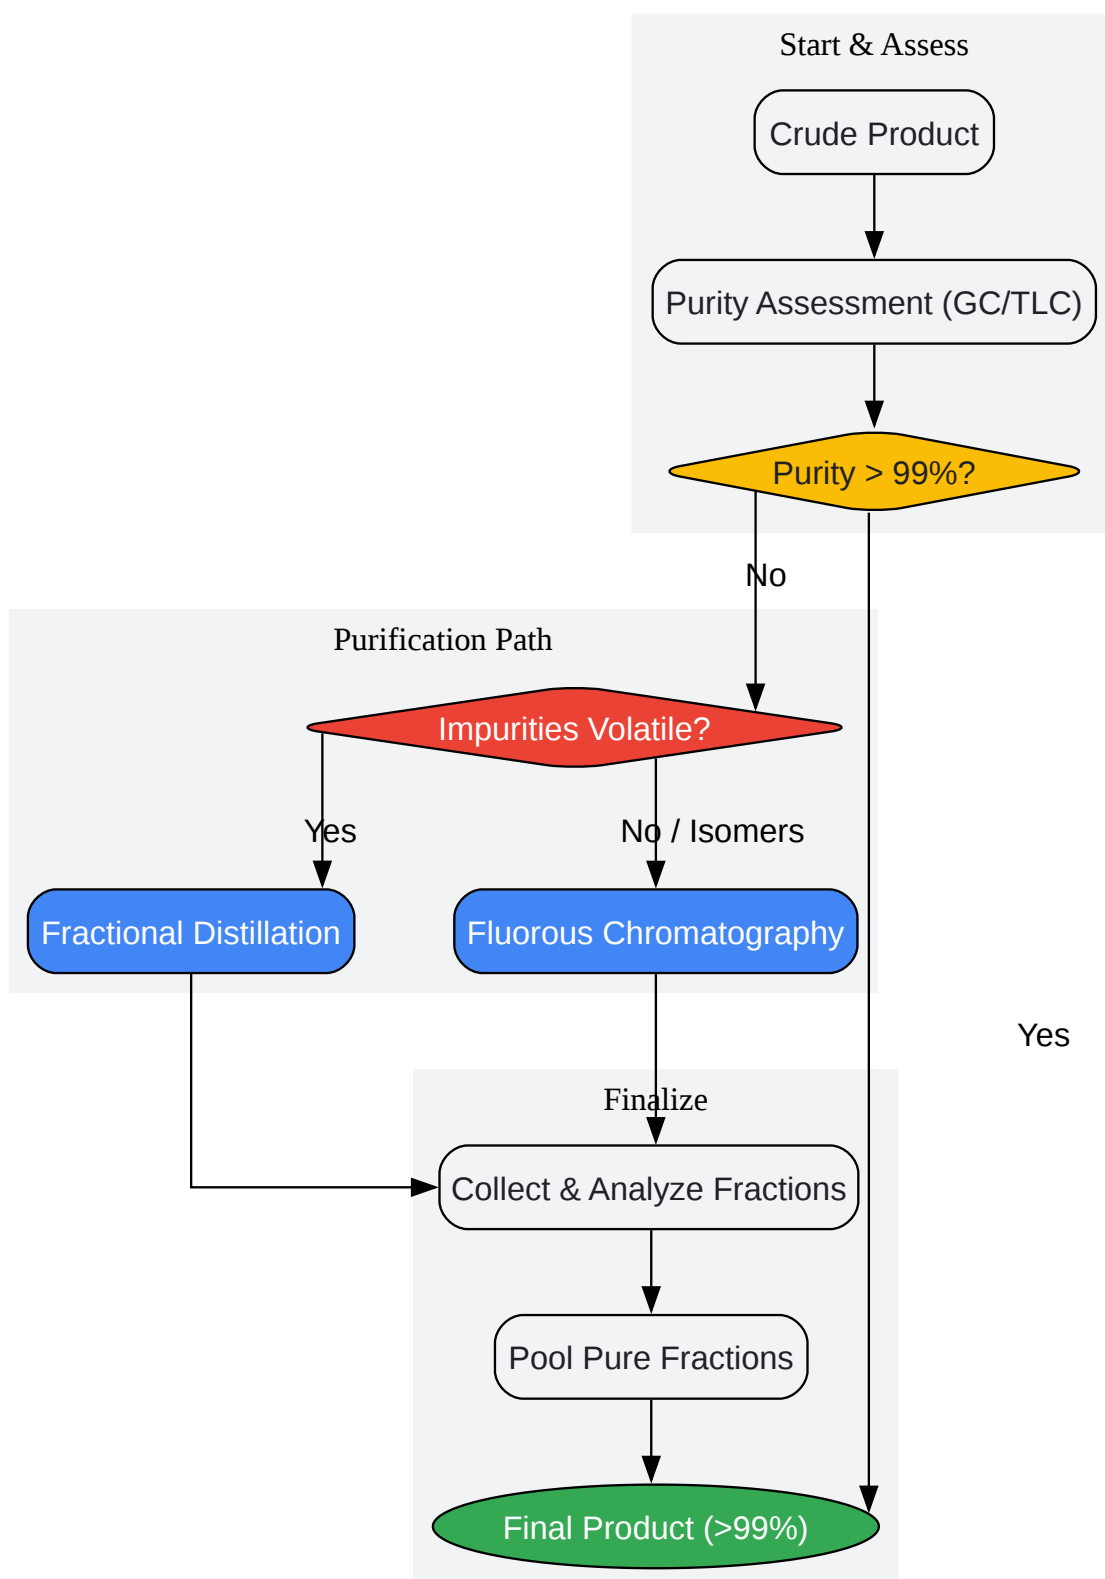 Start & Assess
Crude Product
Purity Assessment (GC/TLC)
Purity > 99%?
No
Purification Path
Impurities Volatile?
Yes
No / Isomers
Fractional Distillation
Fluorous Chromatography
Yes
Finalize
Collect & Analyze Fractions
Pool Pure Fractions
Final Product (>99%)